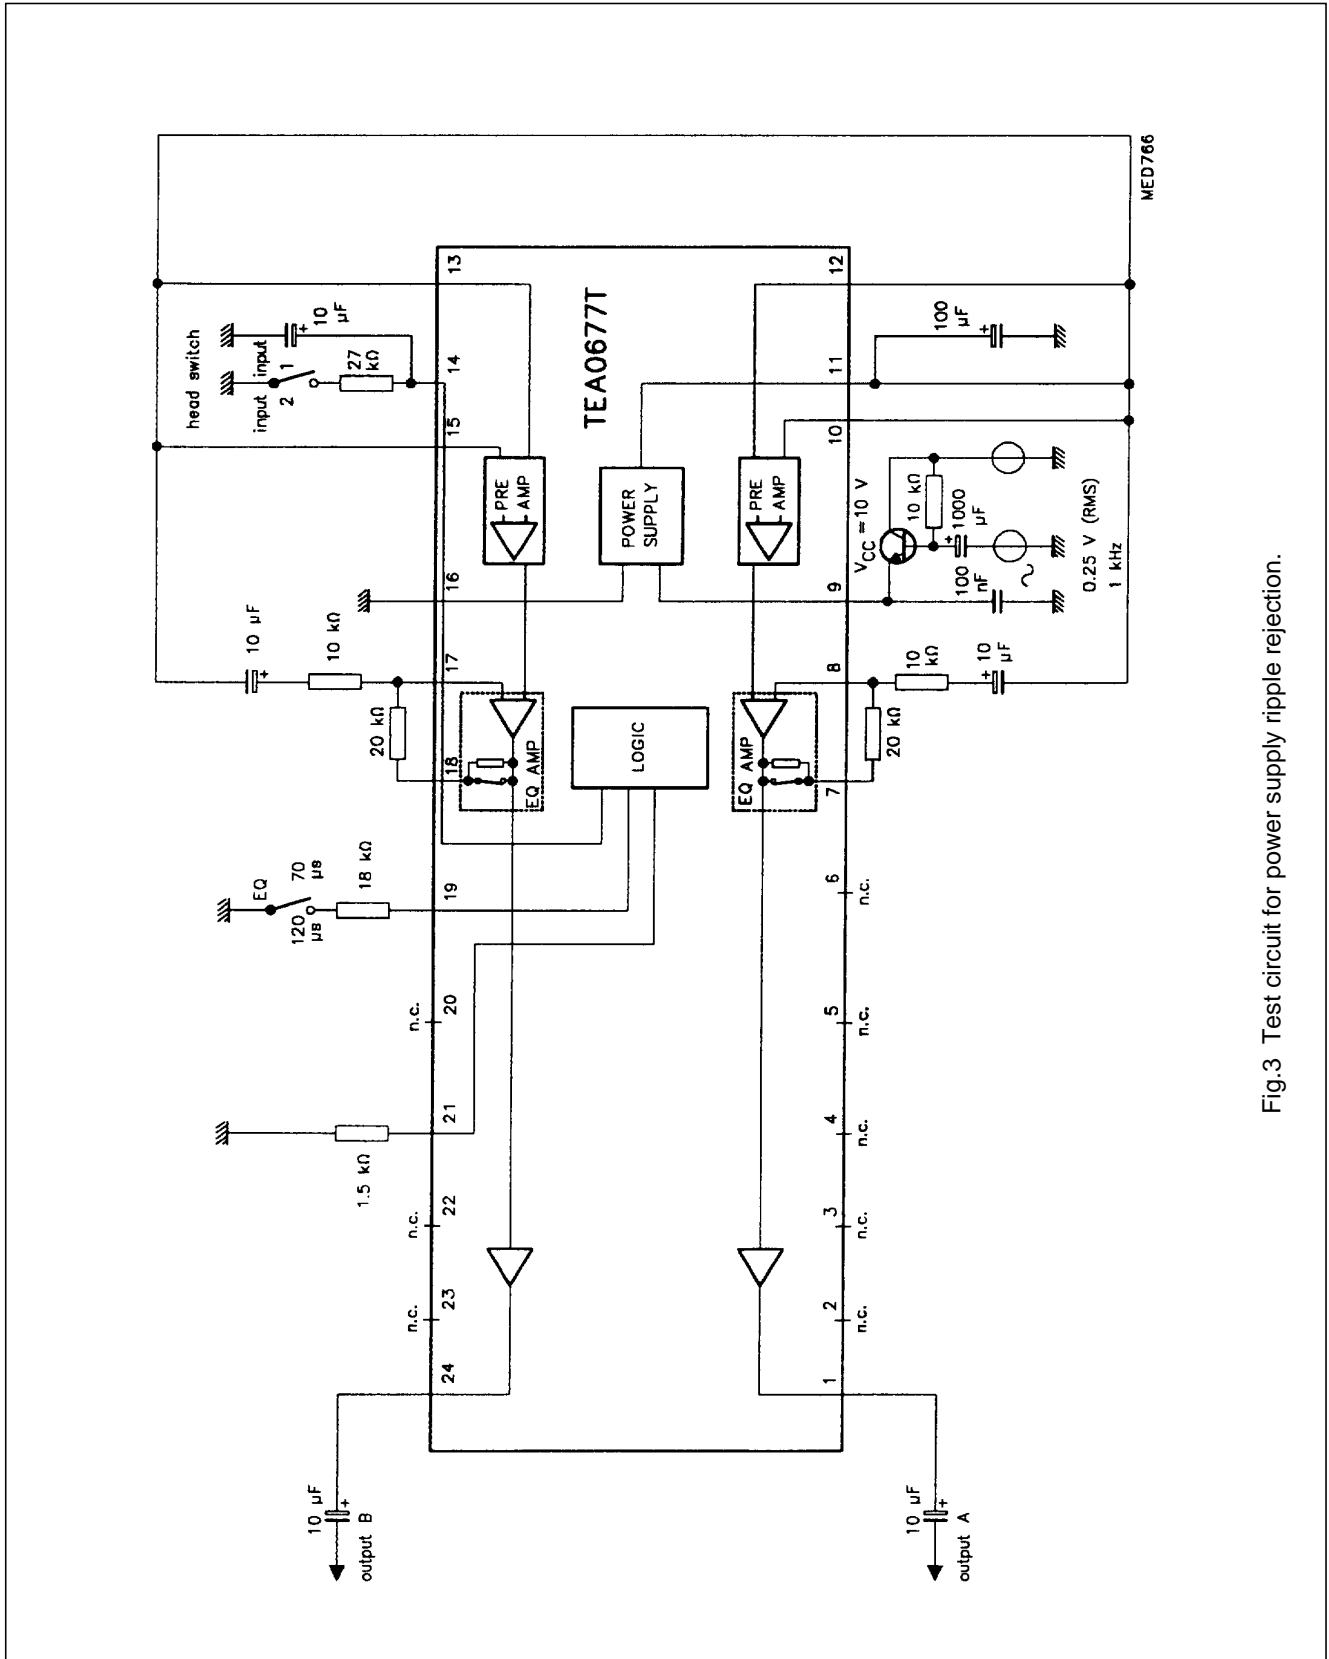 MED766
head switch
input 1
input 2
10 µF
+
27 kΩ
10 µF
+
10 kΩ
20 kΩ
EQ
70 µs
120 µs
18 kΩ
1.5 kΩ
10 µF
+
output B
n.c.
n.c.
n.c.
24
23
22
21
20
19
18
17
16
15
14
13
PRE AMP
EQ AMP
POWER SUPPLY
LOGIC
TEA0677T
PRE AMP
EQ AMP
1
2
3
4
5
6
7
8
9
10
11
12
n.c.
n.c.
n.c.
n.c.
n.c.
20 kΩ
10 kΩ
10 µF
+
VCC = 10 V
10 kΩ
1000 µF
+
100 nF
~
0.25 V (RMS)
1 kHz
100 µF
+
10 µF
+
output A
Fig.3 Test circuit for power supply ripple rejection.